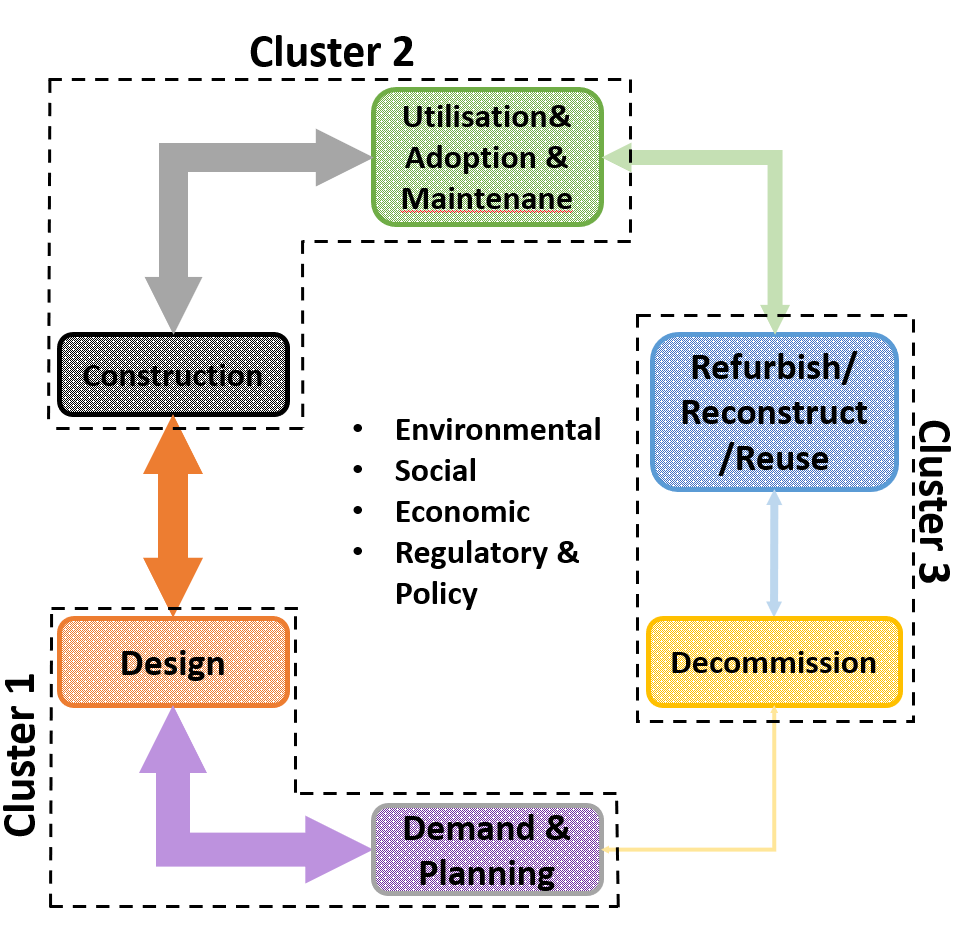 Cluster 2
Utilisation&
Adoption &
Maintenane
Construction
Refurbish/
Reconstruct
/Reuse
Cluster 3
• Environmental
• Social
• Economic
• Regulatory &
Policy
Design
Decommission
Cluster 1
Demand &
Planning